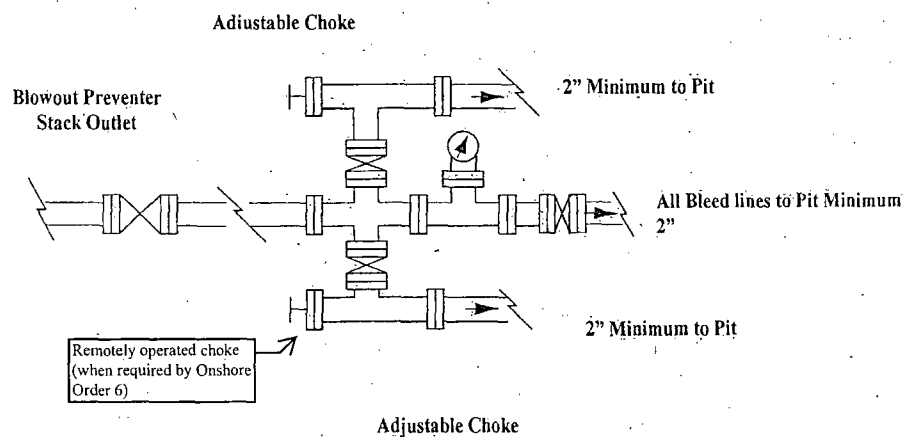 Adjustable Choke
Blowout Preventer
Stack Outlet
2" Minimum to Pit
All Bleed lines to Pit Minimum
2"
2" Minimum to Pit
Remotely operated choke
(when required by Onshore
Order 6)
Adjustable Choke